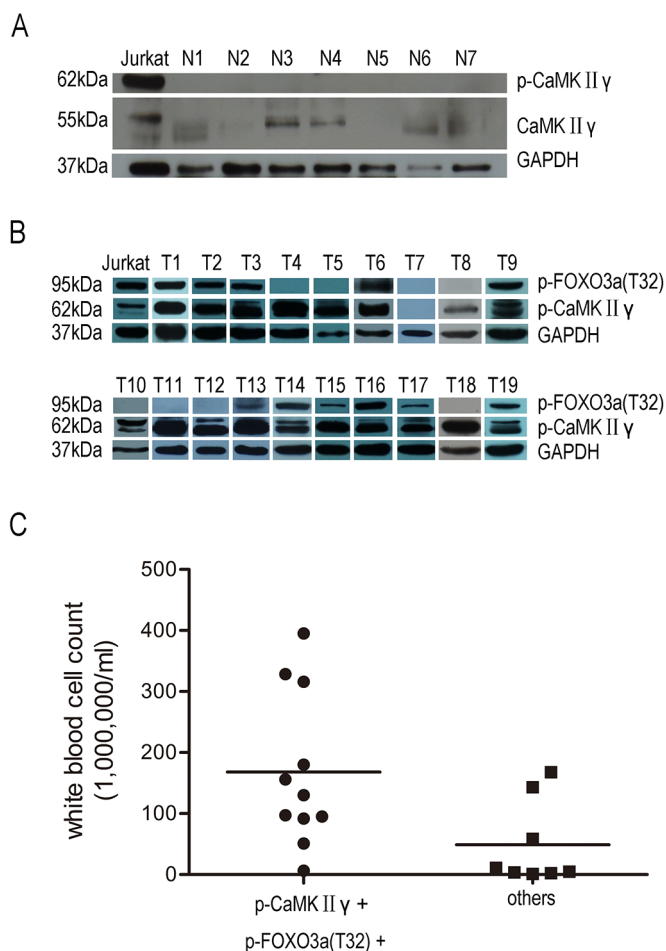 A
Jurkat N1 N2 N3 N4 N5 N6 N7
62kDa p-CaMK II γ
55kDa CaMK II γ
37kDa GAPDH
B
Jurkat T1 T2 T3 T4 T5 T6 T7 T8 T9
95kDa p-FOXO3a(T32)
62kDa p-CaMK II γ
37kDa GAPDH
T10 T11 T12 T13 T14 T15 T16 T17 T18 T19
95kDa p-FOXO3a(T32)
62kDa p-CaMK II γ
37kDa GAPDH
C
white blood cell count
(1,000,000/ml)
500
400
300
200
100
0
p-CaMK II γ + others
p-FOXO3a(T32) +